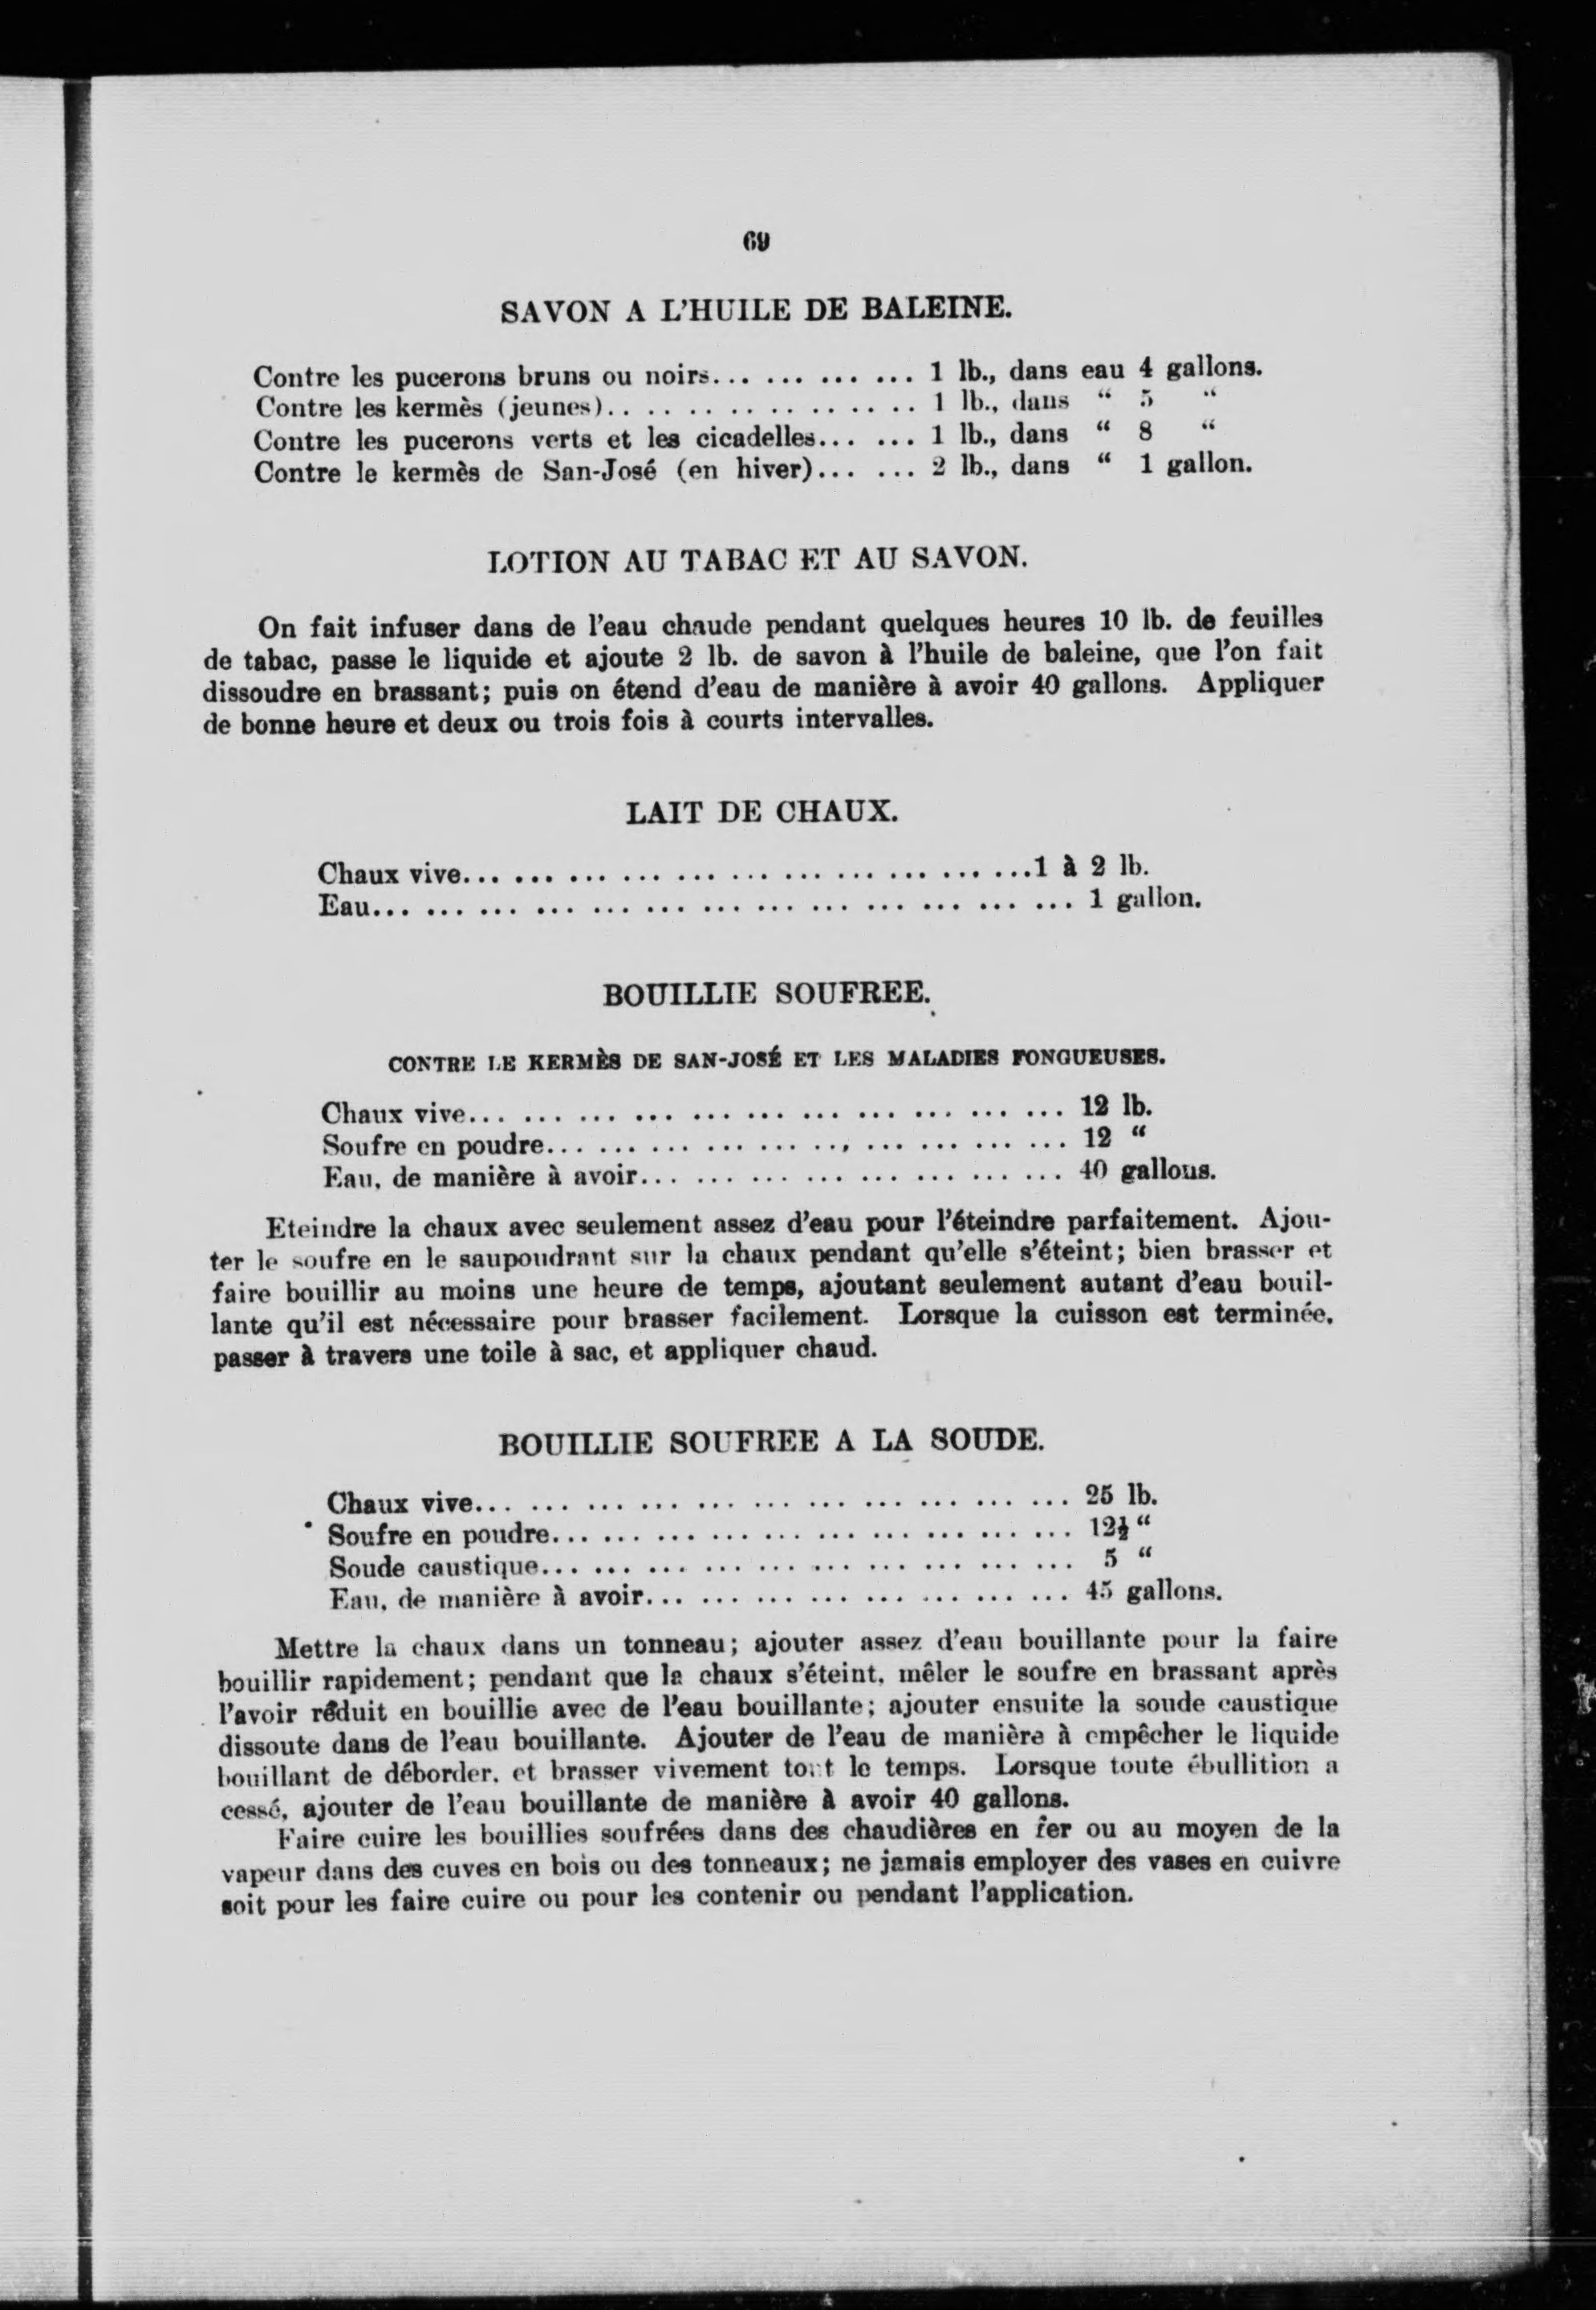 69
SAVON A L'HUILE DE BALEINE.
Contre les pucerons bruns ou noirs... ... ... ... 1 lb., dans eau 4 gallons.
Contre les kermès (jeunes).. .. .. .. .. .. .. .. 1 lb., dans “ 5 “
Contre les pucerons verts et les cicadelles... ... 1 lb., dans “ 8 “
Contre le kermès de San-José (en hiver)... ... 2 lb., dans “ 1 gallon.
LOTION AU TABAC ET AU SAVON.
On fait infuser dans de l'eau chaude pendant quelques heures 10 lb. de feuilles
de tabac, passe le liquide et ajoute 2 lb. de savon à l'huile de baleine, que l'on fait
dissoudre en brassant; puis on étend d'eau de manière à avoir 40 gallons. Appliquer
de bonne heure et deux ou trois fois à courts intervalles.
LAIT DE CHAUX.
Chaux vive... ... ... ... ... ... ... ... ... ... ...1 à 2 lb.
Eau... ... ... ... ... ... ... ... ... ... ... ... ... 1 gallon.
BOUILLIE SOUFREE.
CONTRE LE KERMÈS DE SAN-JOSÉ ET LES MALADIES FONGUEUSES.
Chaux vive... ... ... ... ... ... ... ... ... ... ... 12 lb.
Soufre en poudre... ... ... ... ... ... ... ... ... ... 12 “
Eau, de manière à avoir... ... ... ... ... ... ... ... 40 gallons.
Eteindre la chaux avec seulement assez d'eau pour l'éteindre parfaitement. Ajou-
ter le soufre en le saupoudrant sur la chaux pendant qu'elle s'éteint; bien brasser et
faire bouillir au moins une heure de temps, ajoutant seulement autant d'eau bouil-
lante qu'il est nécessaire pour brasser facilement. Lorsque la cuisson est terminée,
passer à travers une toile à sac, et appliquer chaud.
BOUILLIE SOUFREE A LA SOUDE.
Chaux vive... ... ... ... ... ... ... ... ... ... ... 25 lb.
Soufre en poudre... ... ... ... ... ... ... ... ... ... 12½ “
Soude caustique... ... ... ... ... ... ... ... ... ... 5 “
Eau, de manière à avoir... ... ... ... ... ... ... ... 45 gallons.
Mettre la chaux dans un tonneau; ajouter assez d'eau bouillante pour la faire
bouillir rapidement; pendant que la chaux s'éteint, mêler le soufre en brassant après
l'avoir réduit en bouillie avec de l'eau bouillante; ajouter ensuite la soude caustique
dissoute dans de l'eau bouillante. Ajouter de l'eau de manière à empêcher le liquide
bouillant de déborder, et brasser vivement tout le temps. Lorsque toute ébullition a
cessé, ajouter de l'eau bouillante de manière à avoir 40 gallons.
Faire cuire les bouillies soufrées dans des chaudières en fer ou au moyen de la
vapeur dans des cuves en bois ou des tonneaux; ne jamais employer des vases en cuivre
soit pour les faire cuire ou pour les contenir ou pendant l'application.